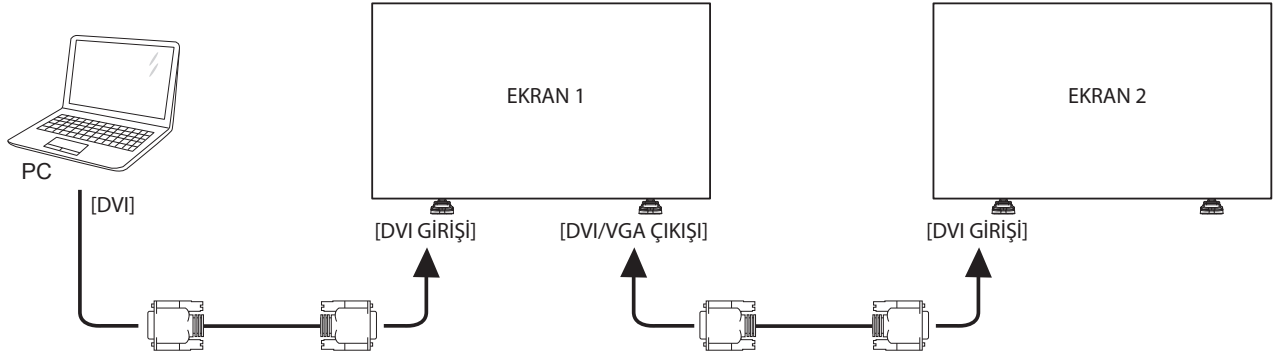 EKRAN 1
EKRAN 2
PC
[DVI]
[DVI GİRİŞİ]
[DVI/VGA ÇIKIŞI]
[DVI GİRİŞİ]